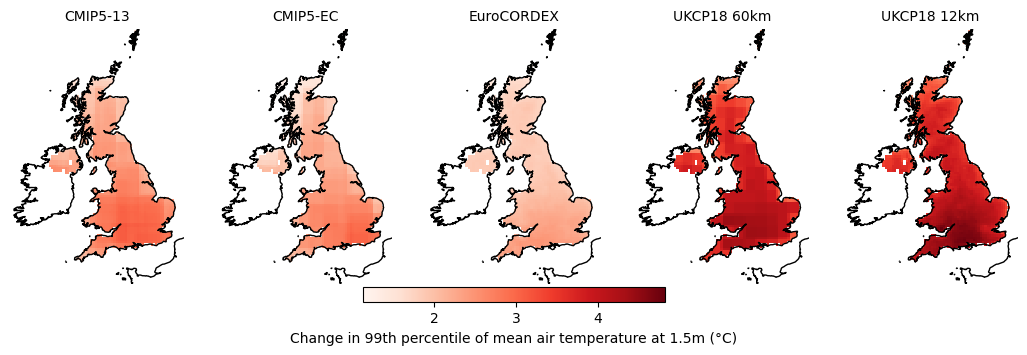 CMIP5-13 CMIP5-EC EuroCORDEX UKCP18 60km UKCP18 12km
2 3 4
Change in 99th percentile of mean air temperature at 1.5m (°C)